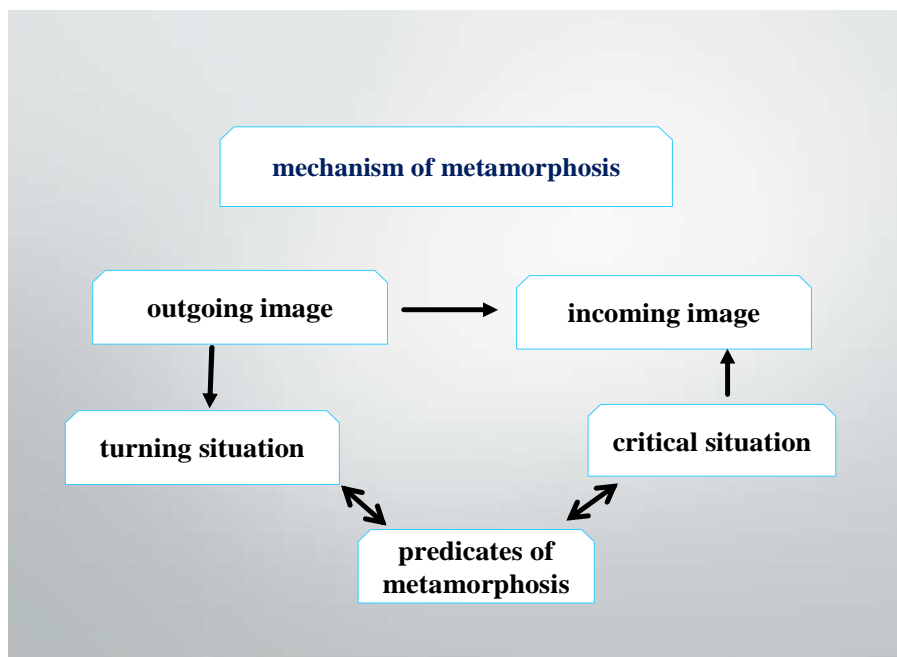 mechanism of metamorphosis
outgoing image
incoming image
turning situation
critical situation
predicates of
metamorphosis